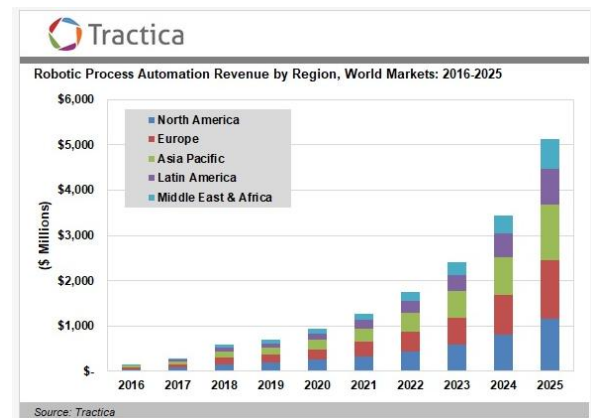 Tractica
Robotic Process Automation Revenue by Region, World Markets: 2016-2025
$6,000
$5,000
$4,000
$3,000
$2,000
$1,000
$-
($ Millions)
North America
Europe
Asia Pacific
Latin America
Middle East & Africa
2016 2017 2018 2019 2020 2021 2022 2023 2024 2025
Source: Tractica